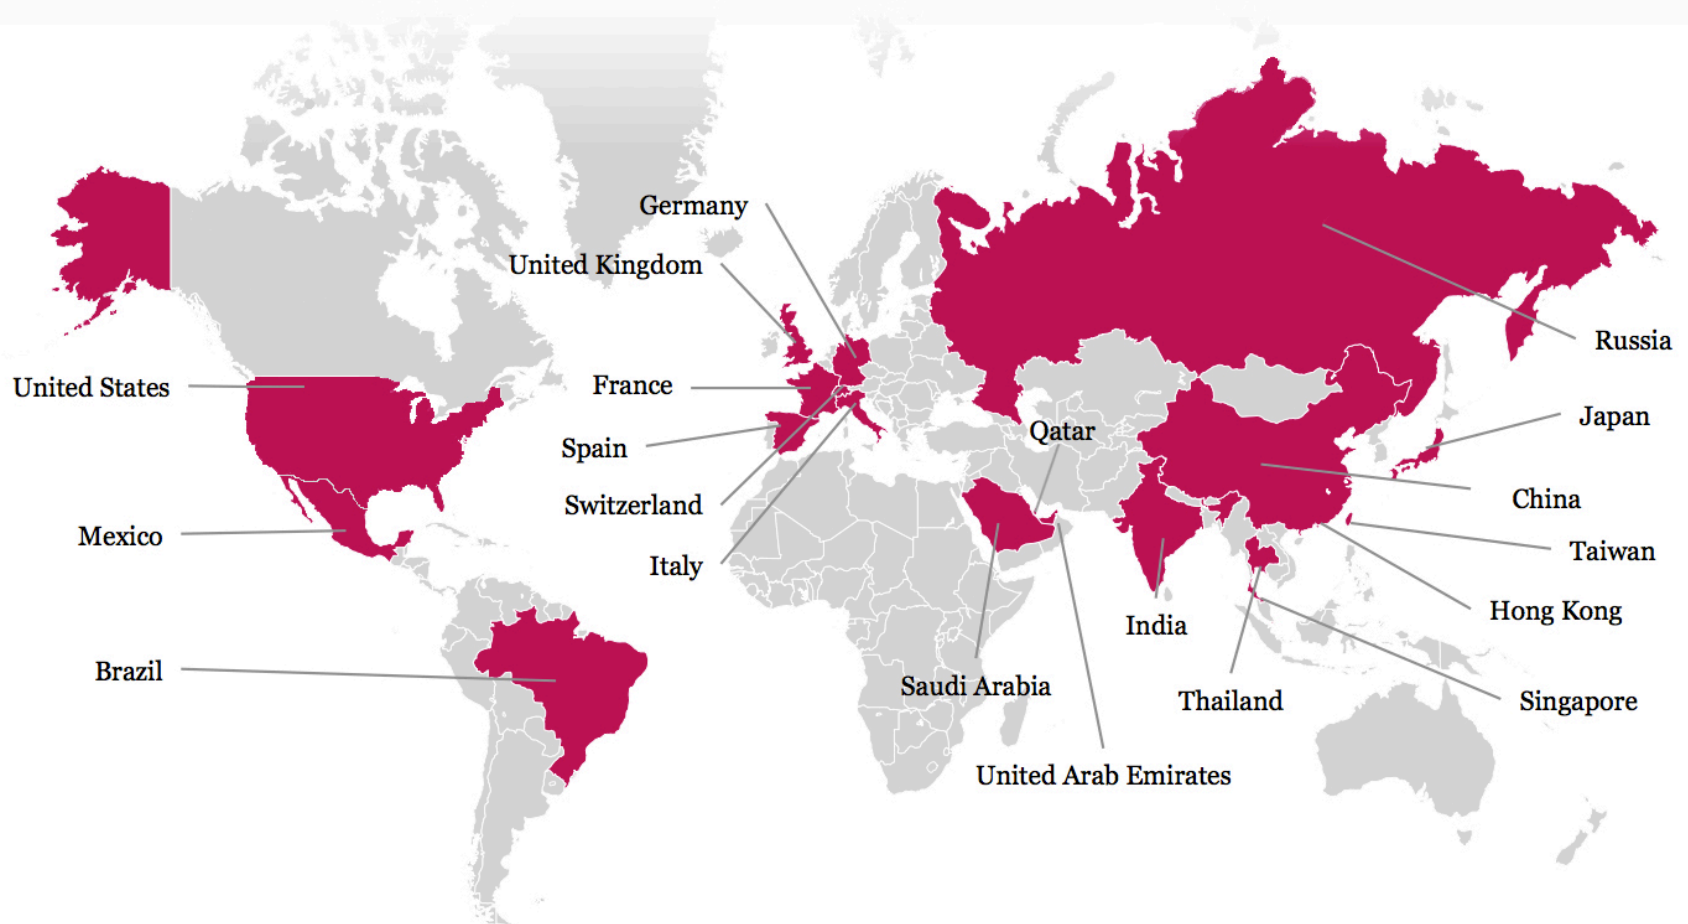 Germany
United Kingdom
Russia
United States
France
Japan
Qatar
Spain
China
Switzerland
Mexico
Taiwan
Italy
Hong Kong
India
Brazil
Saudi Arabia
Thailand
Singapore
United Arab Emirates